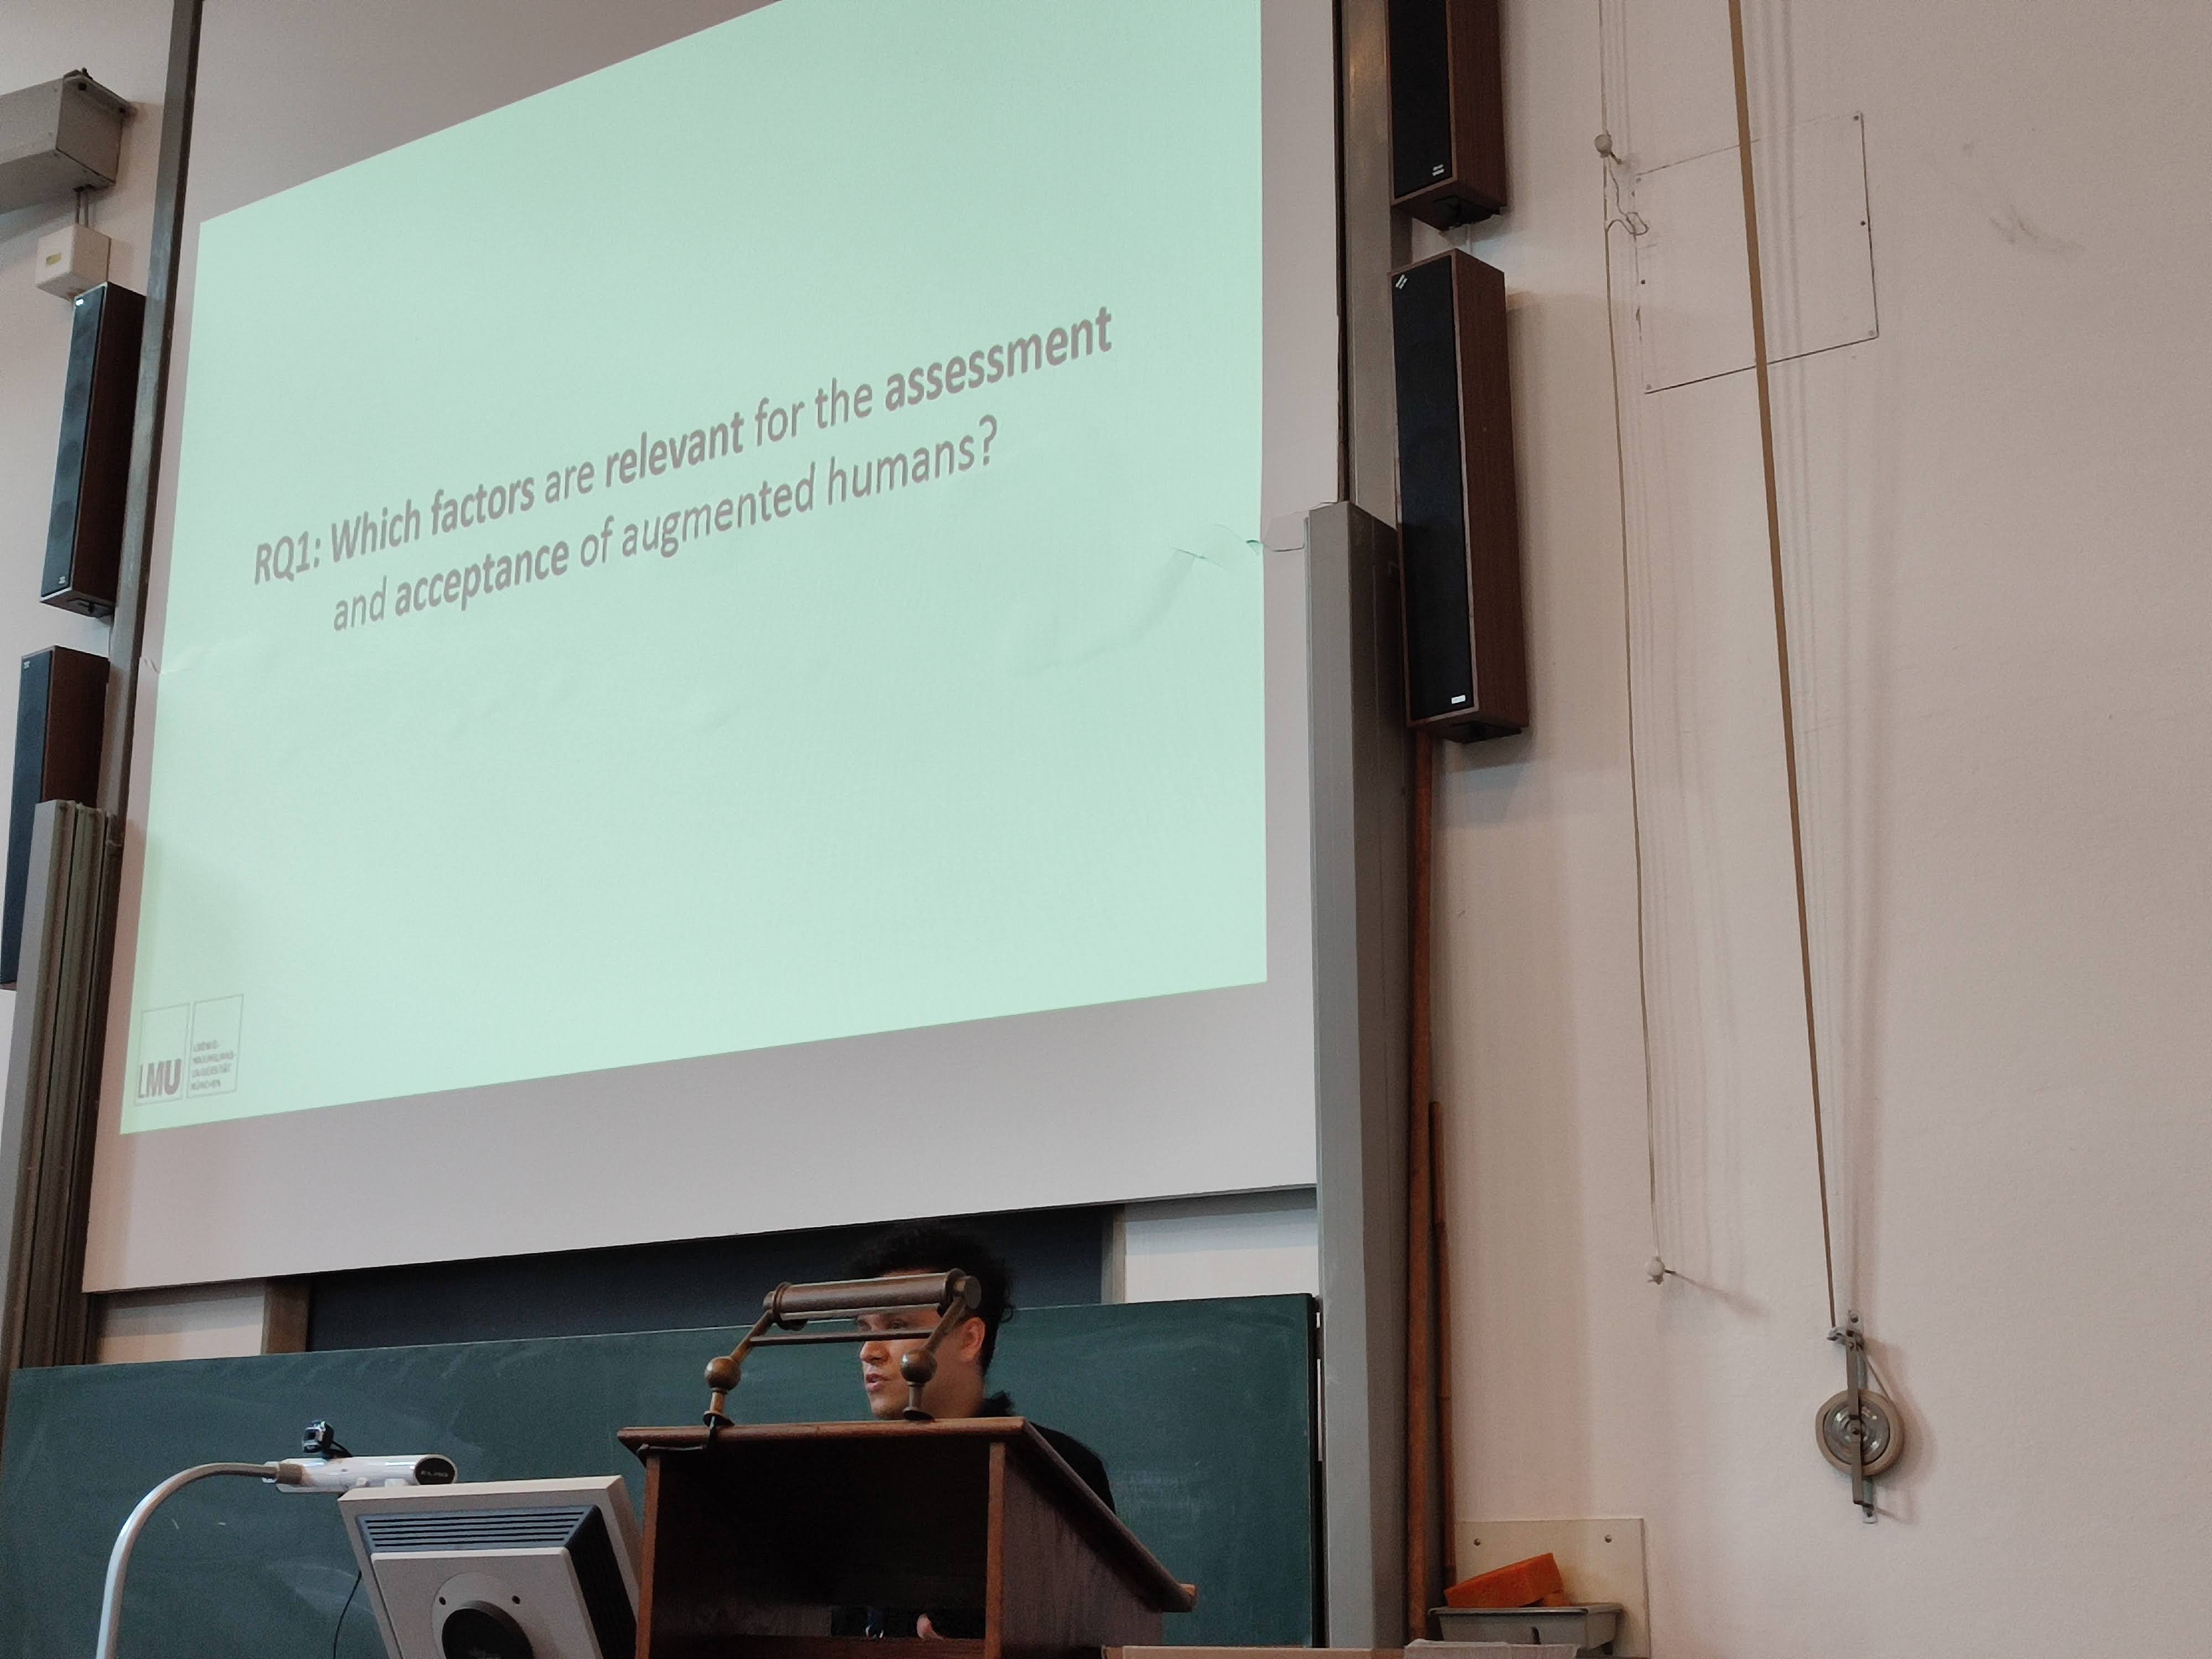 RQ1: Which factors are relevant for the assessment
and acceptance of augmented humans?
LMU
LUDWIG-
MAXIMILIANS-
UNIVERSITÄT
MÜNCHEN